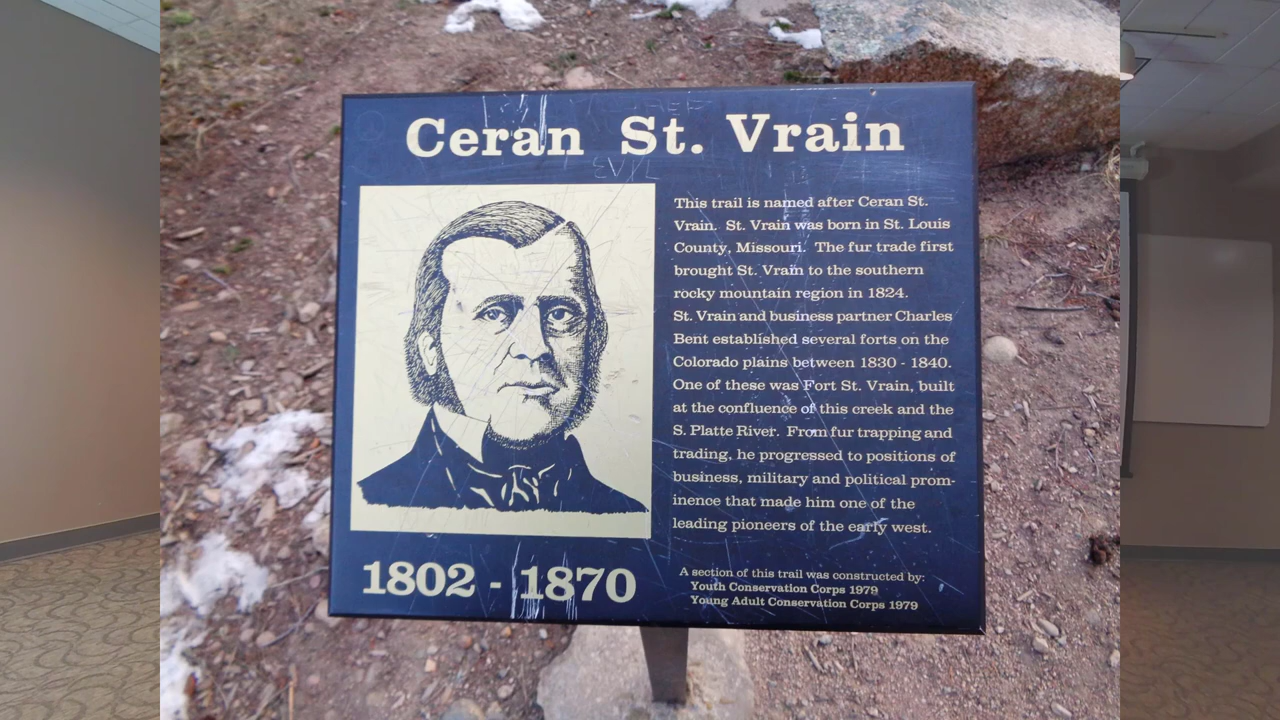 Ceran St. Vrain
EVIL
This trail is named after Ceran St.
Vrain. St. Vrain was born in St. Louis
County, Missouri. The fur trade first
brought St. Vrain to the southern
rocky mountain region in 1824.
St. Vrain and business partner Charles
Bent established several forts on the
Colorado plains between 1830 - 1840.
One of these was Fort St. Vrain, built
at the confluence of this creek and the
S. Platte River. From fur trapping and
trading, he progressed to positions of
business, military and political prom-
inence that made him one of the
leading pioneers of the early west.
1802 - 1870
A section of this trail was constructed by:
Youth Conservation Corps 1979
Young Adult Conservation Corps 1979